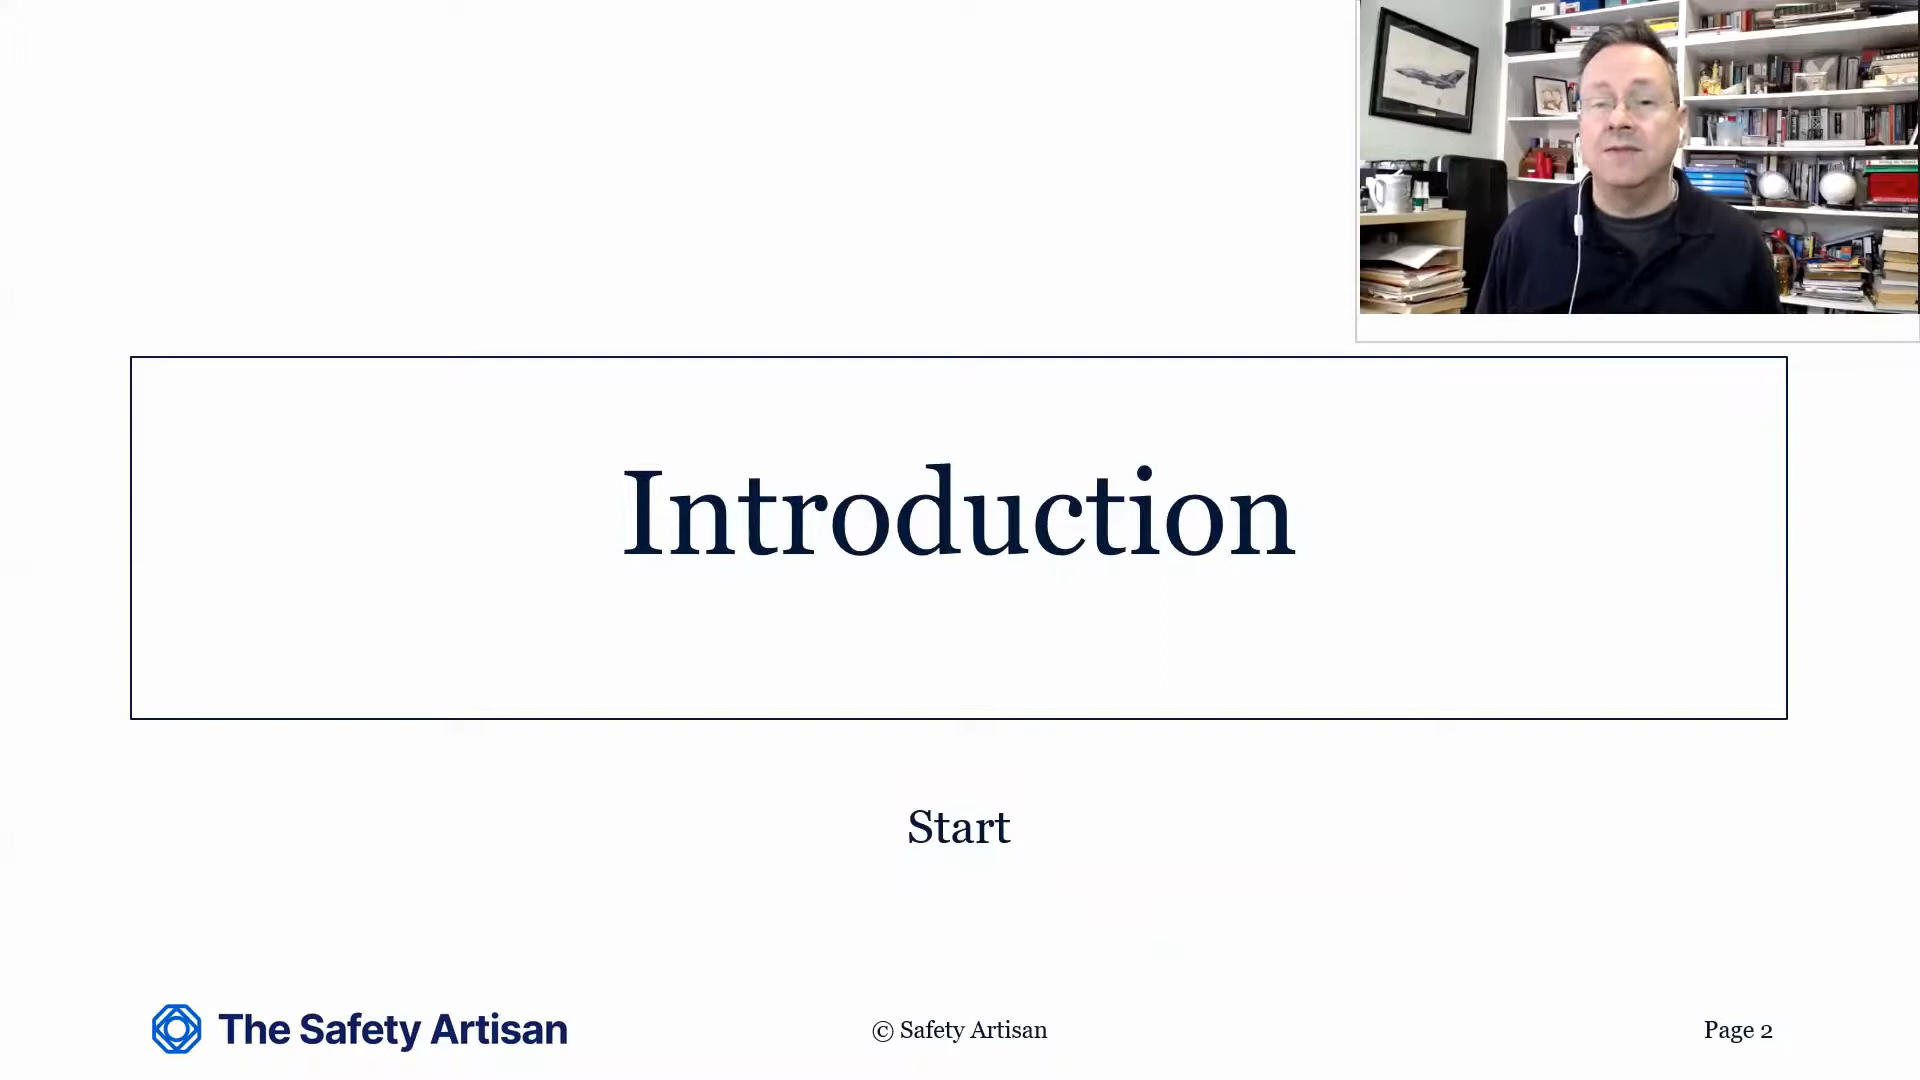 Introduction
Start
The Safety Artisan
© Safety Artisan
Page 2